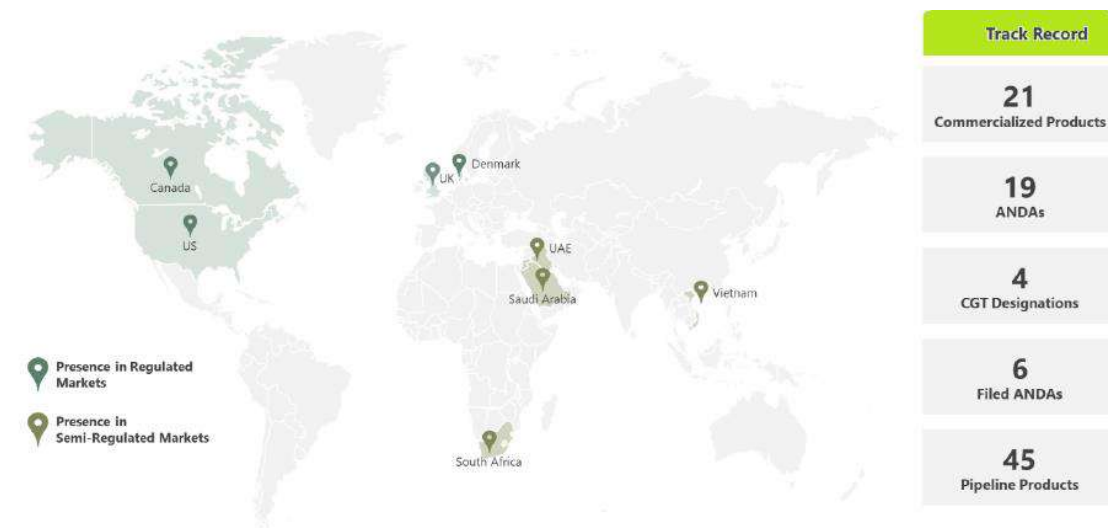 Track Record
21
Commercialized Products
19
ANDAs
4
CGT Designations
6
Filed ANDAs
45
Pipeline Products
Canada
US
UK
Denmark
UAE
Saudi Arabia
Vietnam
South Africa
Presence in Regulated
Markets
Presence in
Semi-Regulated Markets